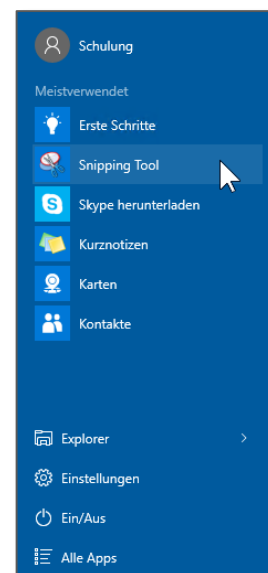 Schulung
Meistverwendet
Erste Schritte
Snipping Tool
Skype herunterladen
Kurznotizen
Karten
Kontakte
Explorer
Einstellungen
Ein/Aus
Alle Apps